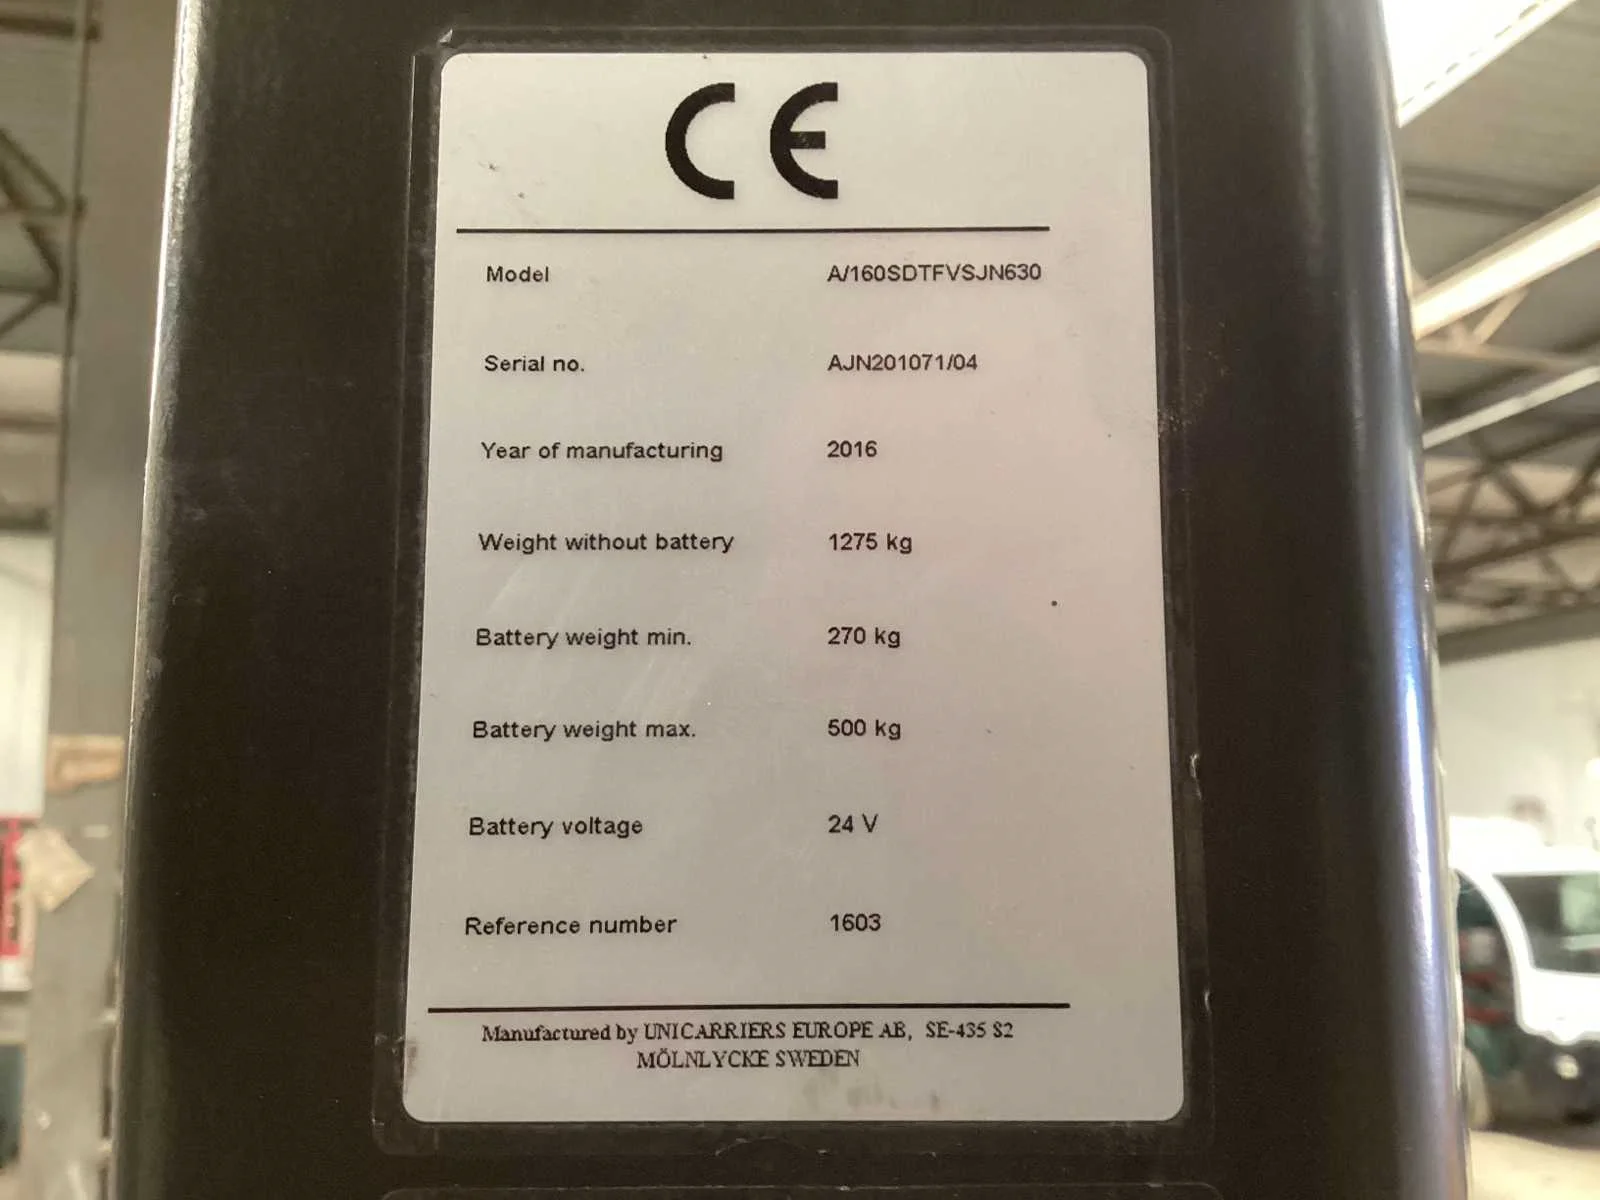 CE
Model A/160SDTFVSJN630
Serial no. AJN201071/04
Year of manufacturing 2016
Weight without battery 1275 kg
Battery weight min. 270 kg
Battery weight max. 500 kg
Battery voltage 24 V
Reference number 1603
Manufactured by UNICARRIERS EUROPE AB, SE-435 82
MÖLNLYCKE SWEDEN